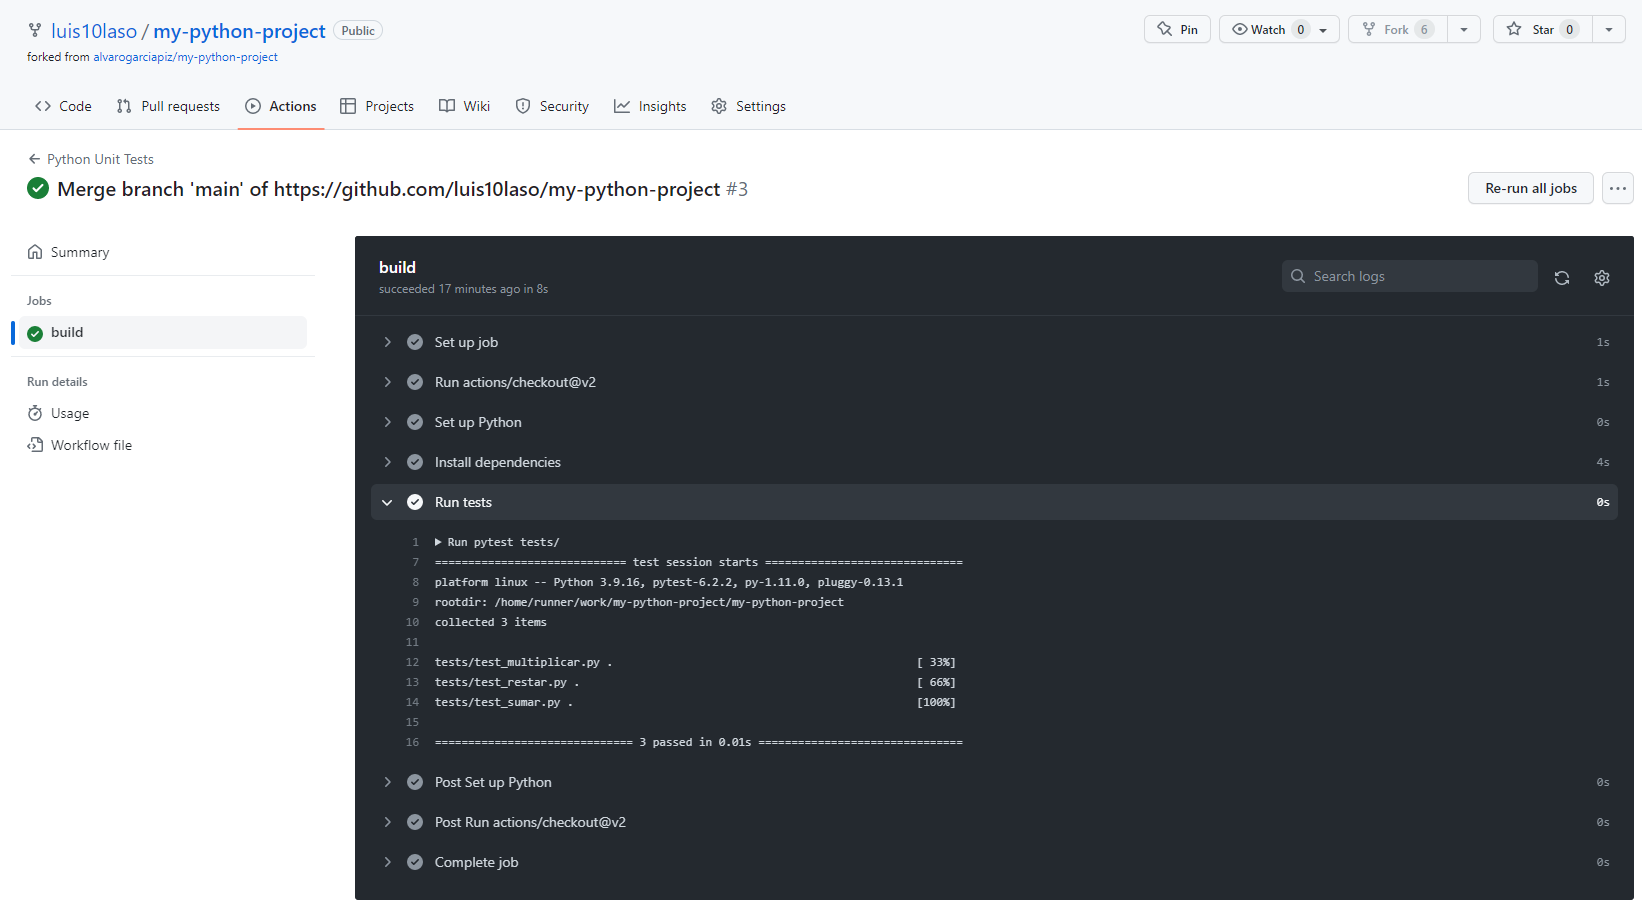 luis10laso / my-python-project Public
Pin Watch 0 Fork 6 Star 0
forked from alvarogarciapiz/my-python-project
Code Pull requests Actions Projects Wiki Security Insights Settings
Python Unit Tests
Merge branch 'main' of https://github.com/luis10laso/my-python-project #3
Re-run all jobs
Summary
Jobs
build
Run details
Usage
Workflow file
build
succeeded 17 minutes ago in 8s
Search logs
Set up job 1s
Run actions/checkout@v2 1s
Set up Python 0s
Install dependencies 4s
Run tests 0s
1 Run pytest tests/
7 ============================= test session starts ==============================
8 platform linux -- Python 3.9.16, pytest-6.2.2, py-1.11.0, pluggy-0.13.1
9 rootdir: /home/runner/work/my-python-project/my-python-project
10 collected 3 items
11
12 tests/test_multiplicar.py . [ 33%]
13 tests/test_restar.py . [ 66%]
14 tests/test_sumar.py . [100%]
15
16 ============================== 3 passed in 0.01s ===============================
Post Set up Python 0s
Post Run actions/checkout@v2 0s
Complete job 0s